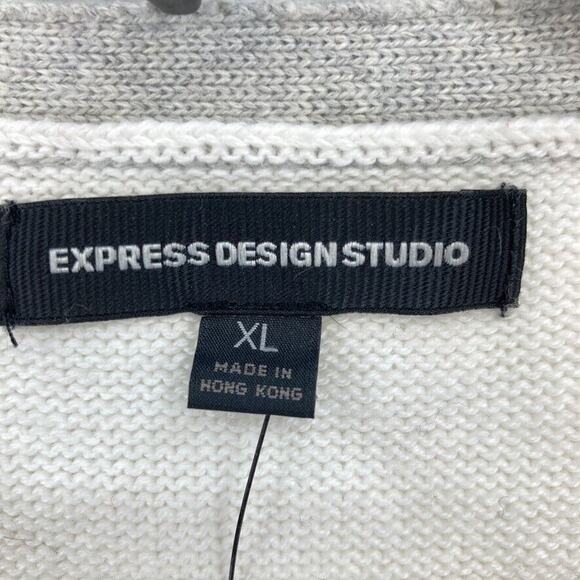 EXPRESS DESIGN STUDIO
XL
MADE IN
HONG KONG